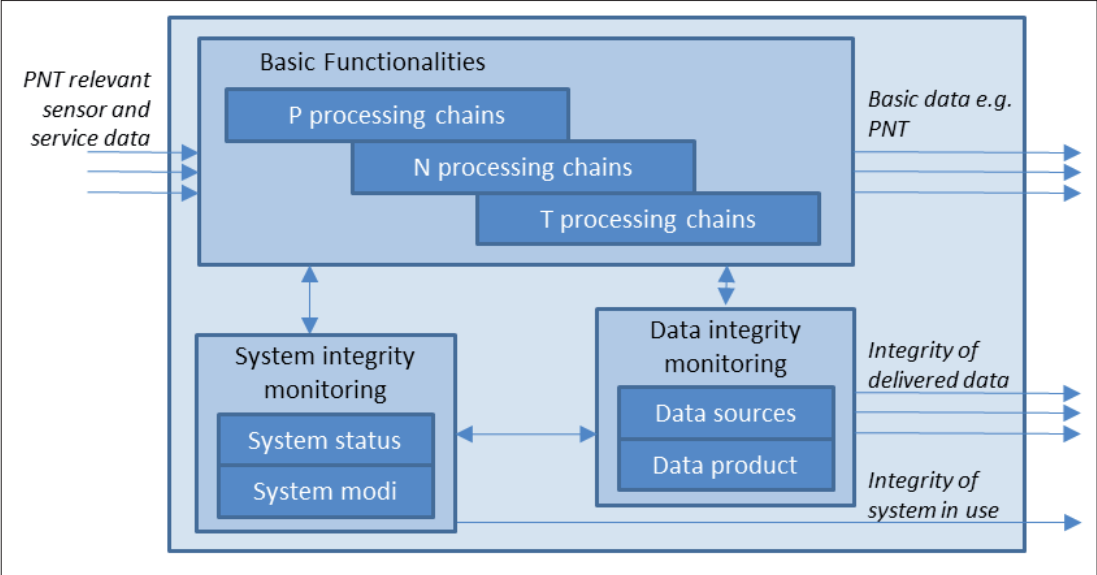 Basic Functionalities
PNT relevant
sensor and
service data
P processing chains
N processing chains
T processing chains
Basic data e.g.
PNT
System integrity
monitoring
System status
System modi
Data integrity
monitoring
Data sources
Data product
Integrity of
delivered data
Integrity of
system in use